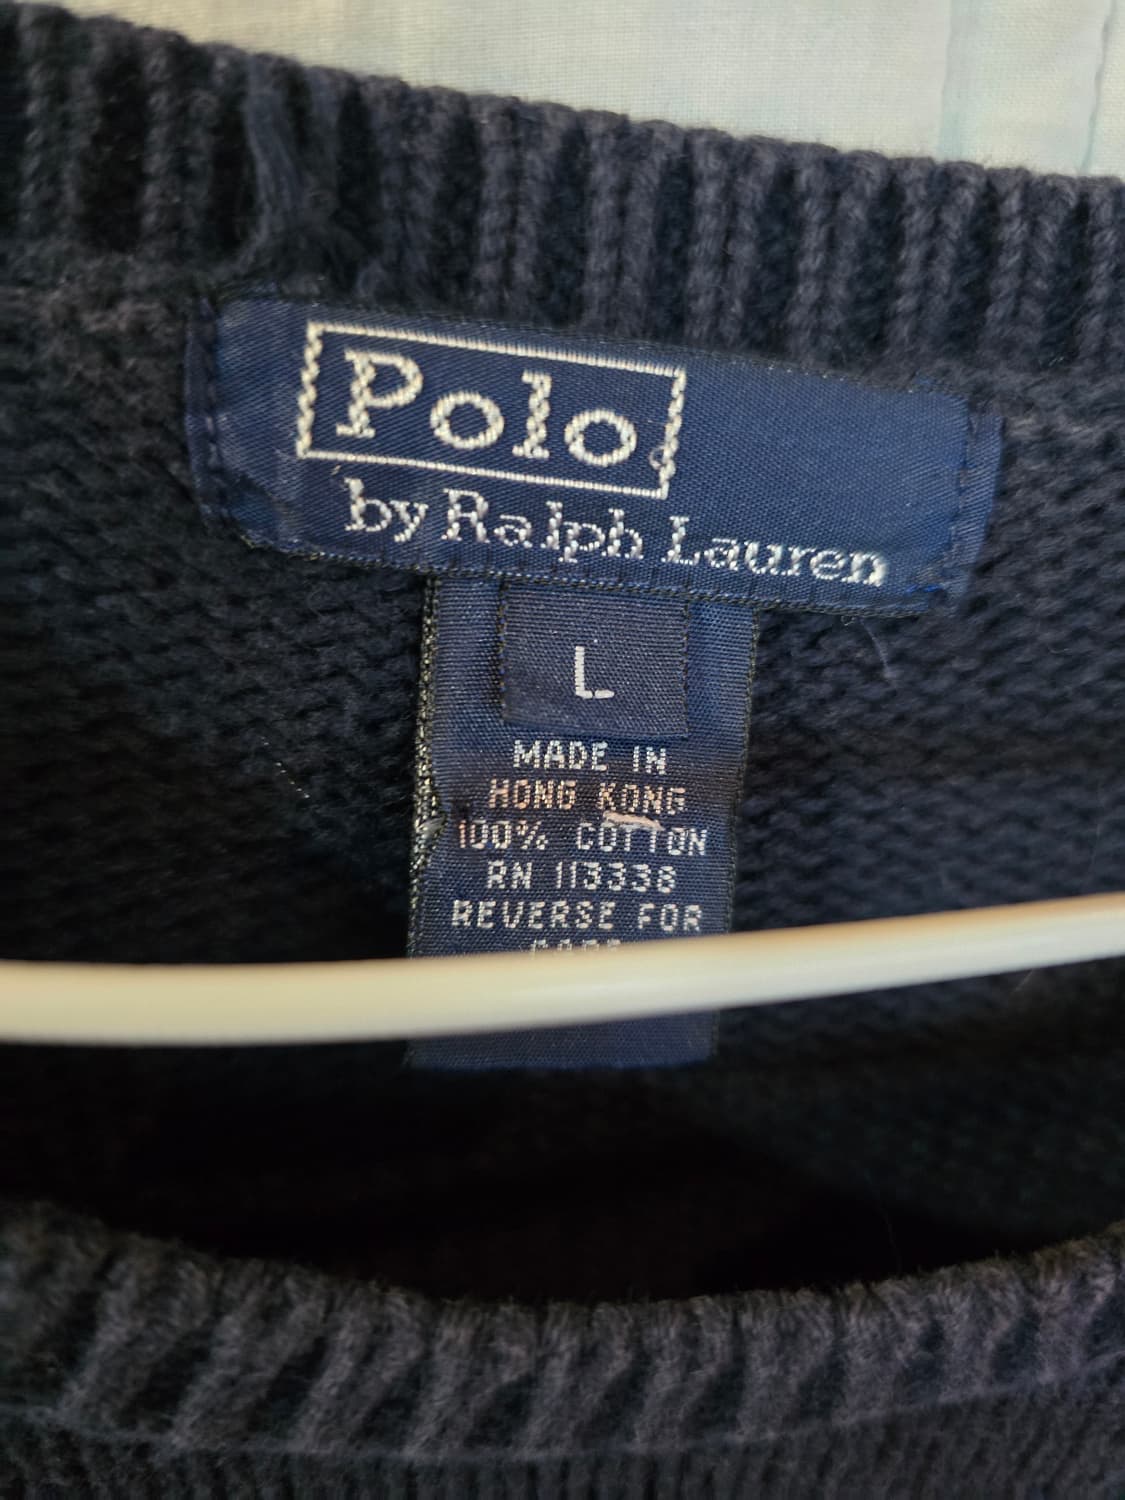 Polo
by Ralph Lauren
L
MADE IN
HONG KONG
100% COTTON
RN 113338
REVERSE FOR